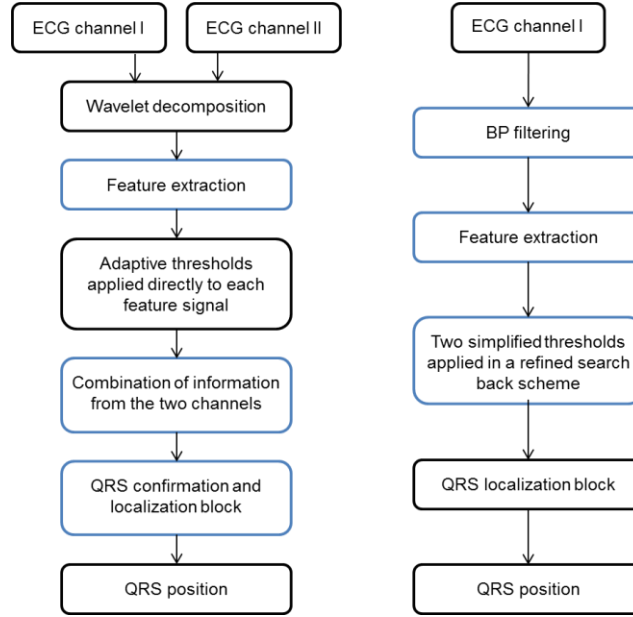 ECG channel I
ECG channel II
Wavelet decomposition
Feature extraction
Adaptive thresholds
applied directly to each
feature signal
Combination of information
from the two channels
QRS confirmation and
localization block
QRS position
ECG channel I
BP filtering
Feature extraction
Two simplified thresholds
applied in a refined search
back scheme
QRS localization block
QRS position